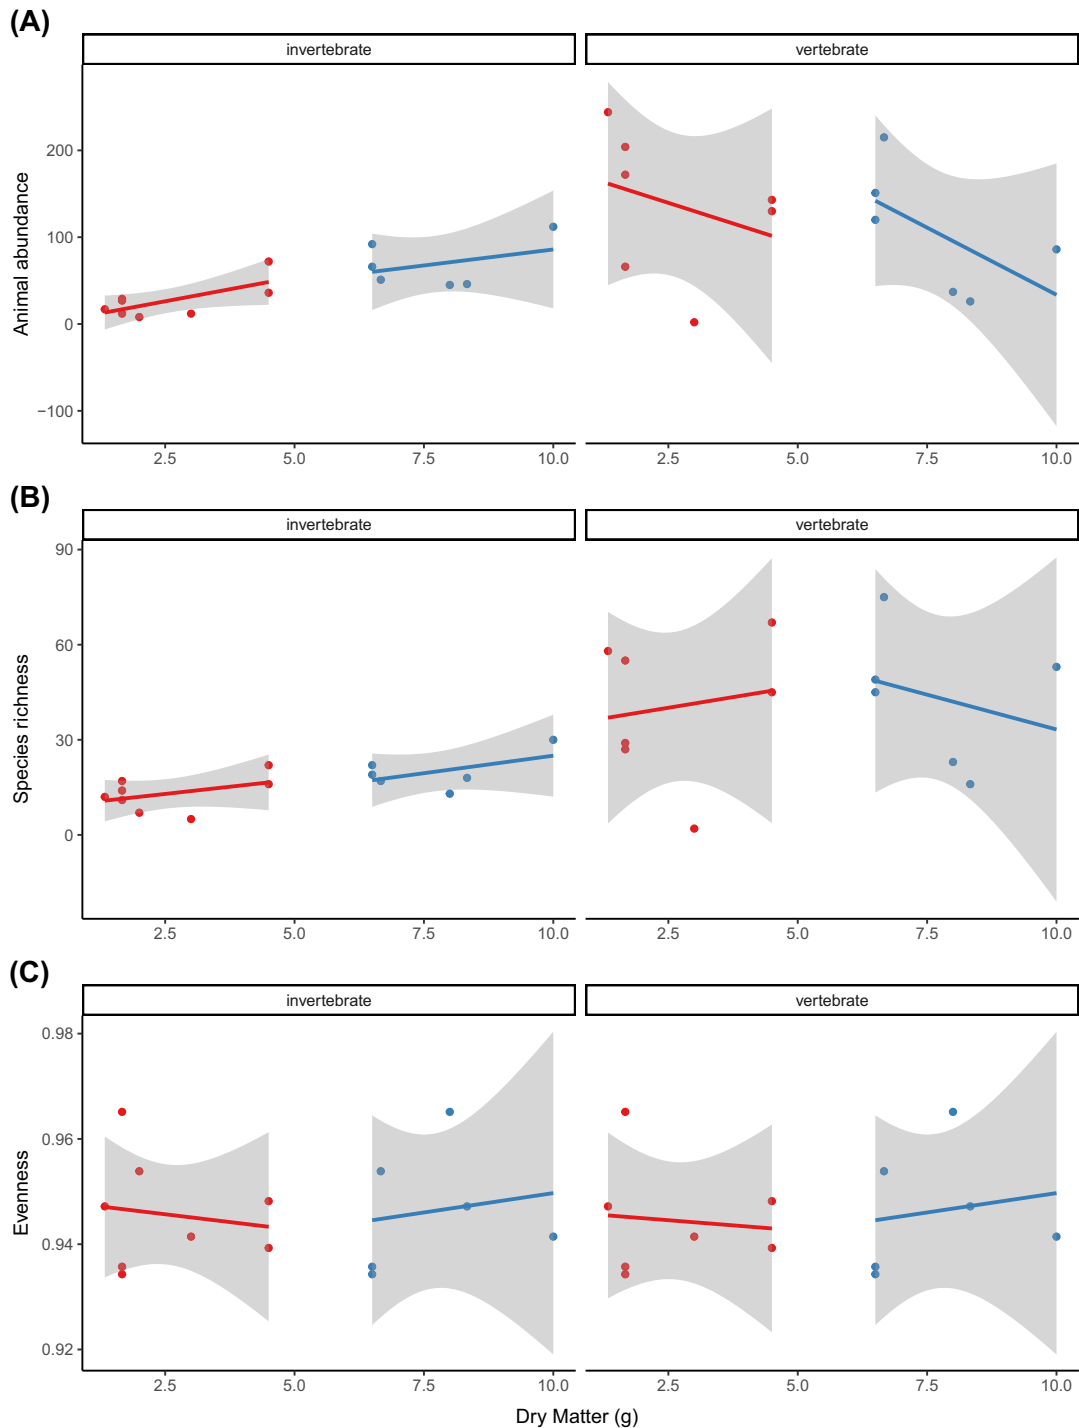 (A)
invertebrate
vertebrate
Animal abundance
200
100
0
−100
2.5
5.0
7.5
10.0
2.5
5.0
7.5
10.0
(B)
invertebrate
vertebrate
Species richness
90
60
30
0
2.5
5.0
7.5
10.0
2.5
5.0
7.5
10.0
(C)
invertebrate
vertebrate
Evenness
0.98
0.96
0.94
0.92
2.5
5.0
7.5
10.0
2.5
5.0
7.5
10.0
Dry Matter (g)